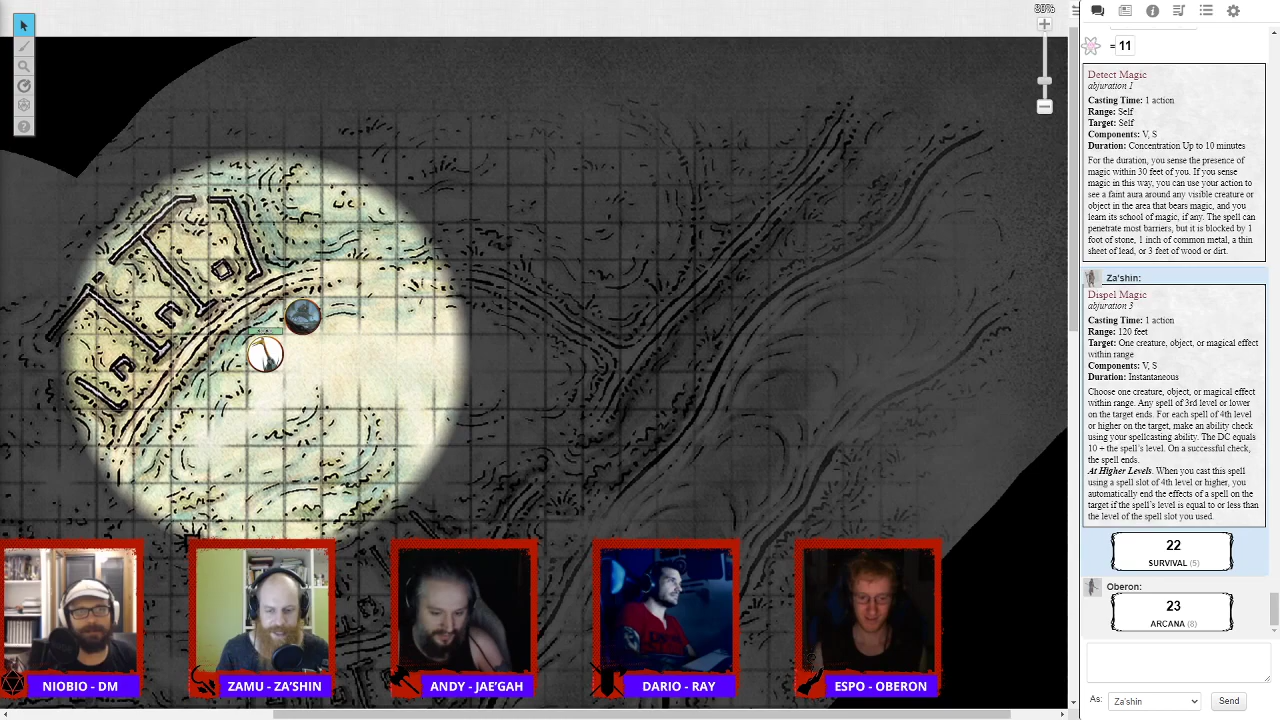 88%
= 11
Detect Magic
abjuration 1
Casting Time: 1 action
Range: Self
Target: Self
Components: V, S
Duration: Concentration Up to 10 minutes
For the duration, you sense the presence of
magic within 30 feet of you. If you sense
magic in this way, you can use your action to
see a faint aura around any visible creature or
object in the area that bears magic, and you
learn its school of magic, if any. The spell can
penetrate most barriers, but it is blocked by 1
foot of stone, 1 inch of common metal, a thin
sheet of lead, or 3 feet of wood or dirt.
Za'shin:
Dispel Magic
abjuration 3
Casting Time: 1 action
Range: 120 feet
Target: One creature, object, or magical effect
within range
Components: V, S
Duration: Instantaneous
Choose one creature, object, or magical effect
within range. Any spell of 3rd level or lower
on the target ends. For each spell of 4th level
or higher on the target, make an ability check
using your spellcasting ability. The DC equals
10 + the spell's level. On a successful check,
the spell ends.
At Higher Levels. When you cast this spell
using a spell slot of 4th level or higher, you
automatically end the effects of a spell on the
target if the spell's level is equal to or less than
the level of the spell slot you used.
22
SURVIVAL (5)
Oberon:
23
ARCANA (8)
As: Za'shin Send
NIOBIO - DM
ZAMU - ZA'SHIN
ANDY - JAE'GAH
DARIO - RAY
ESPO - OBERON